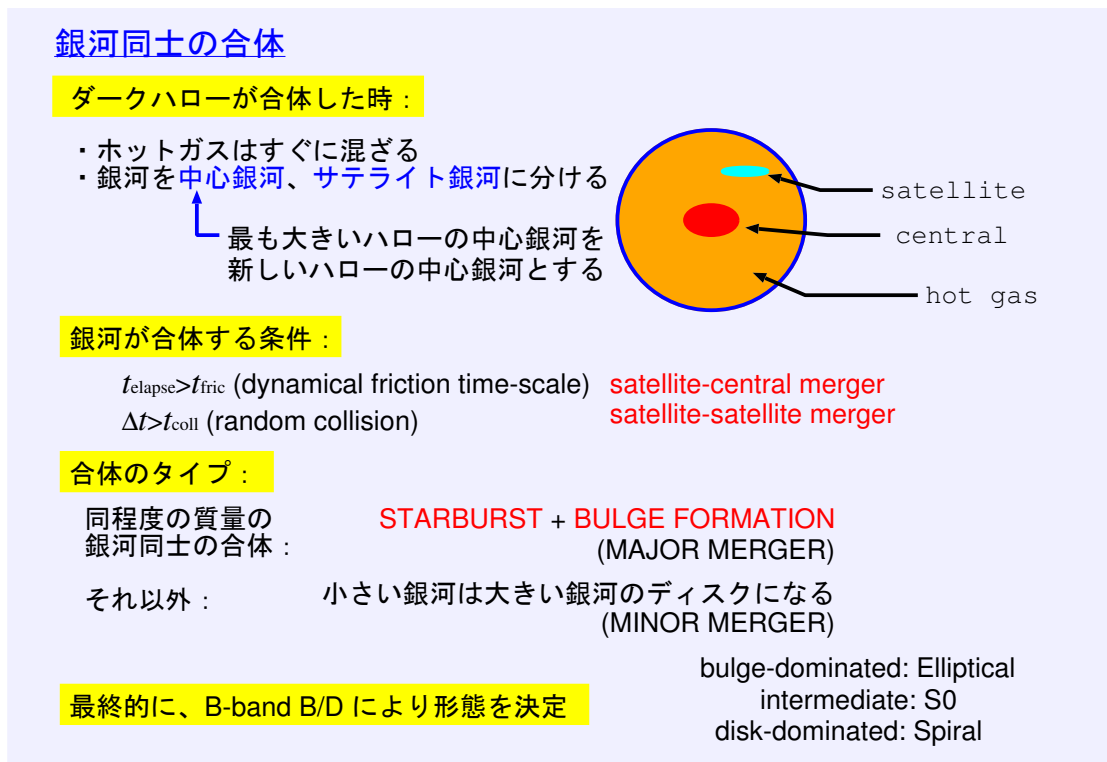 銀河同士の合体
ダークハローが合体した時：
・ホットガスはすぐに混ざる
・銀河を中心銀河、サテライト銀河に分ける
最も大きいハローの中心銀河を
新しいハローの中心銀河とする
satellite
central
hot gas
銀河が合体する条件：
telapse>tfric (dynamical friction time-scale) satellite-central merger
Δt>tcoll (random collision) satellite-satellite merger
合体のタイプ：
同程度の質量の STARBURST + BULGE FORMATION
銀河同士の合体： (MAJOR MERGER)
それ以外： 小さい銀河は大きい銀河のディスクになる
(MINOR MERGER)
最終的に、B-band B/D により形態を決定
bulge-dominated: Elliptical
intermediate: S0
disk-dominated: Spiral